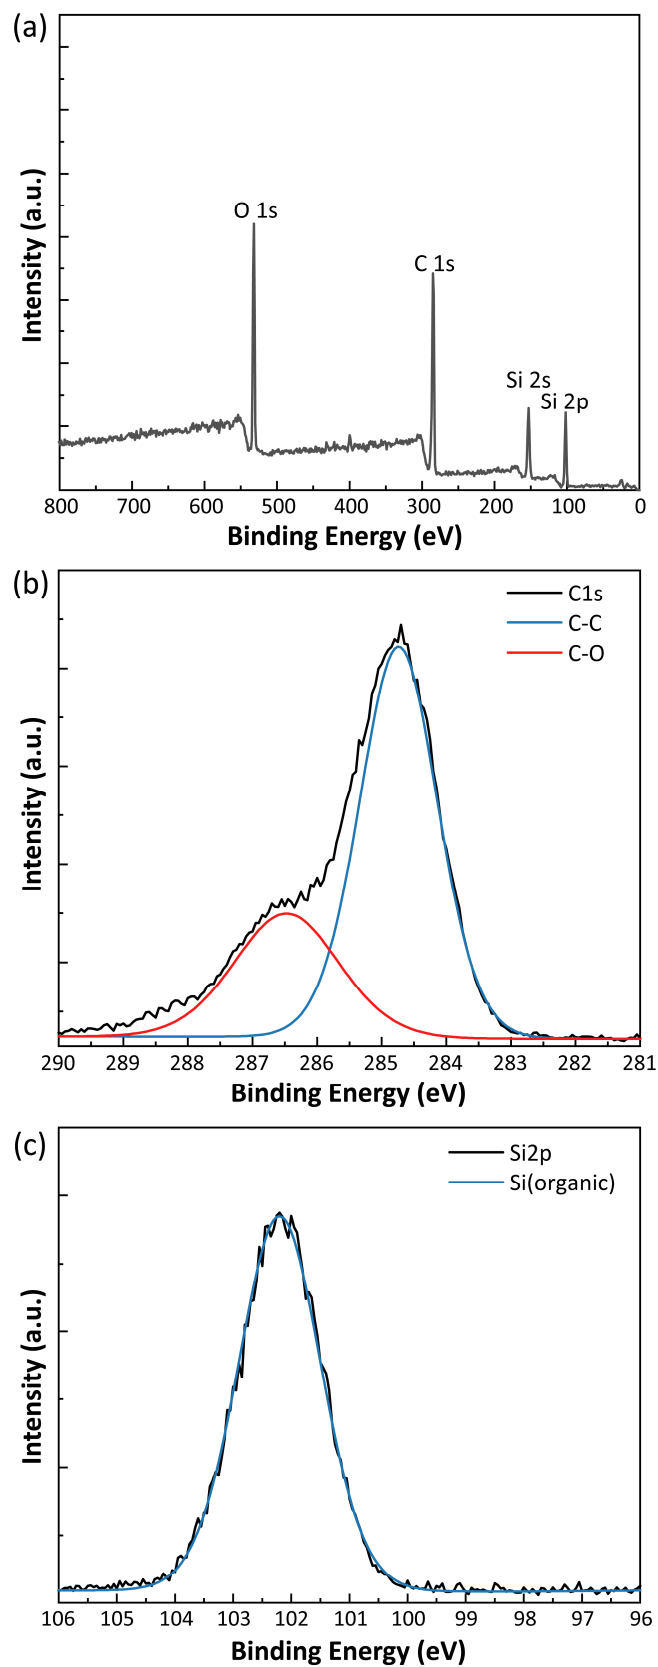 (a)
Intensity (a.u.)
O 1s
C 1s
Si 2s
Si 2p
800 700 600 500 400 300 200 100 0
Binding Energy (eV)
(b)
Intensity (a.u.)
C1s
C-C
C-O
290 289 288 287 286 285 284 283 282 281
Binding Energy (eV)
(c)
Intensity (a.u.)
Si2p
Si(organic)
106 105 104 103 102 101 100 99 98 97 96
Binding Energy (eV)